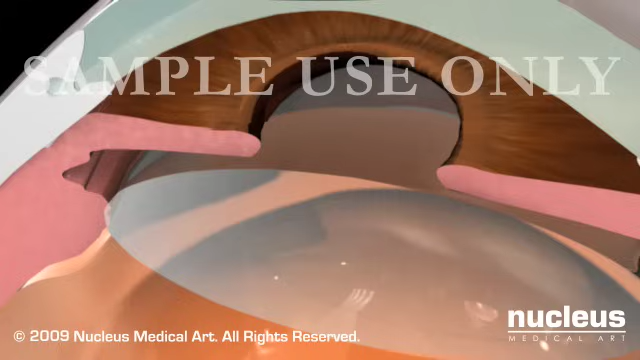 SAMPLE USE ONLY
nucleus
MEDICAL ART
© 2009 Nucleus Medical Art. All Rights Reserved.